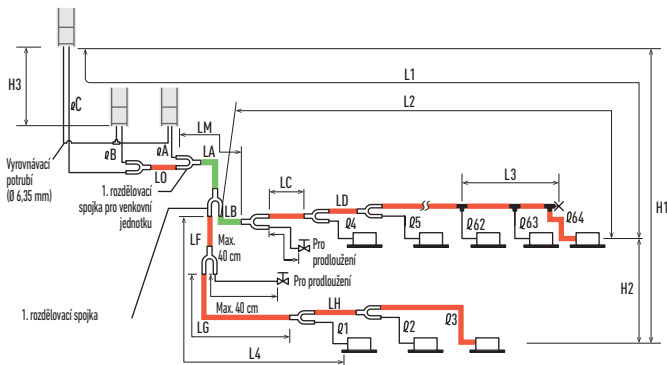 H3
ℓC
ℓB
ℓA
Vyrovnávací
potrubí
(Ø 6,35 mm)
LO
LM
LA
1. rozdělovací
spojka pro venkovní
jednotku
L1
L2
LB
LC
LD
L3
ℓ4
ℓ5
ℓ62
ℓ63
ℓ64
H1
H2
LF
Max.
40 cm
Pro
prodloužení
Pro prodloužení
1. rozdělovací spojka
Max. 40 cm
LG
LH
ℓ1
ℓ2
ℓ3
L4